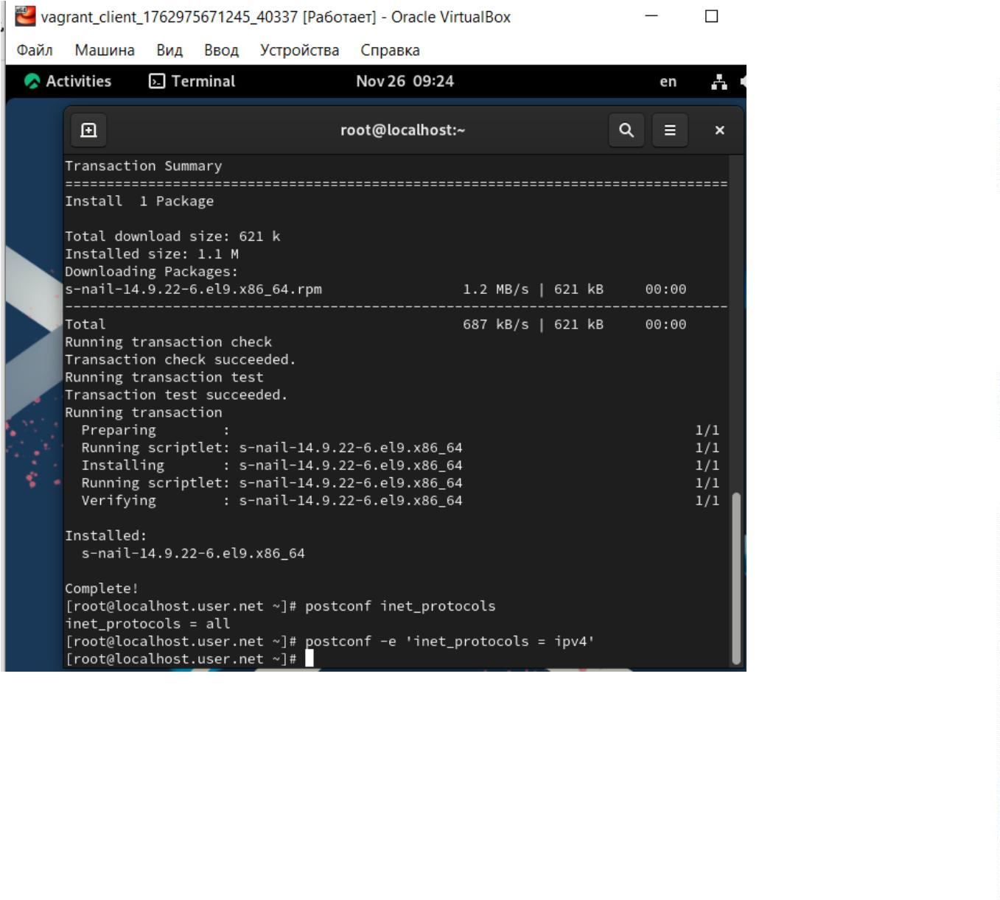 vagrant_client_1762975671245_40337 [Работает] - Oracle VirtualBox
Файл Машина Вид Ввод Устройства Справка
Activities Terminal Nov 26 09:24 en
root@localhost:~
Transaction Summary
================================================================================
Install  1 Package

Total download size: 621 k
Installed size: 1.1 M
Downloading Packages:
s-nail-14.9.22-6.el9.x86_64.rpm                 1.2 MB/s | 621 kB     00:00
--------------------------------------------------------------------------------
Total                                           687 kB/s | 621 kB     00:00
Running transaction check
Transaction check succeeded.
Running transaction test
Transaction test succeeded.
Running transaction
  Preparing        :                                                        1/1
  Running scriptlet: s-nail-14.9.22-6.el9.x86_64                            1/1
  Installing       : s-nail-14.9.22-6.el9.x86_64                            1/1
  Running scriptlet: s-nail-14.9.22-6.el9.x86_64                            1/1
  Verifying        : s-nail-14.9.22-6.el9.x86_64                            1/1

Installed:
  s-nail-14.9.22-6.el9.x86_64

Complete!
[root@localhost.user.net ~]# postconf inet_protocols
inet_protocols = all
[root@localhost.user.net ~]# postconf -e 'inet_protocols = ipv4'
[root@localhost.user.net ~]#